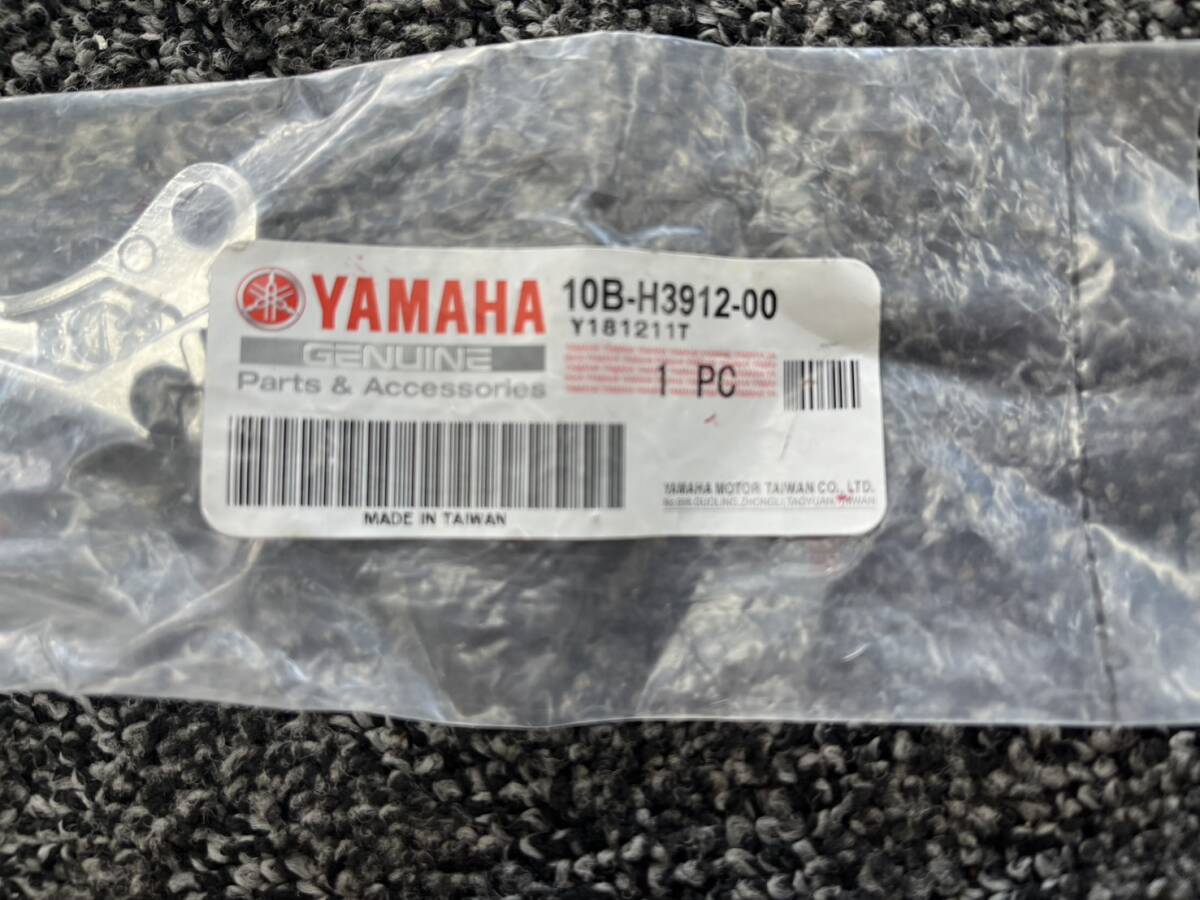 YAMAHA
GENUINE
Parts & Accessories
10B-H3912-00
Y181211T
1 PC
MADE IN TAIWAN
YAMAHA MOTOR TAIWAN CO., LTD.